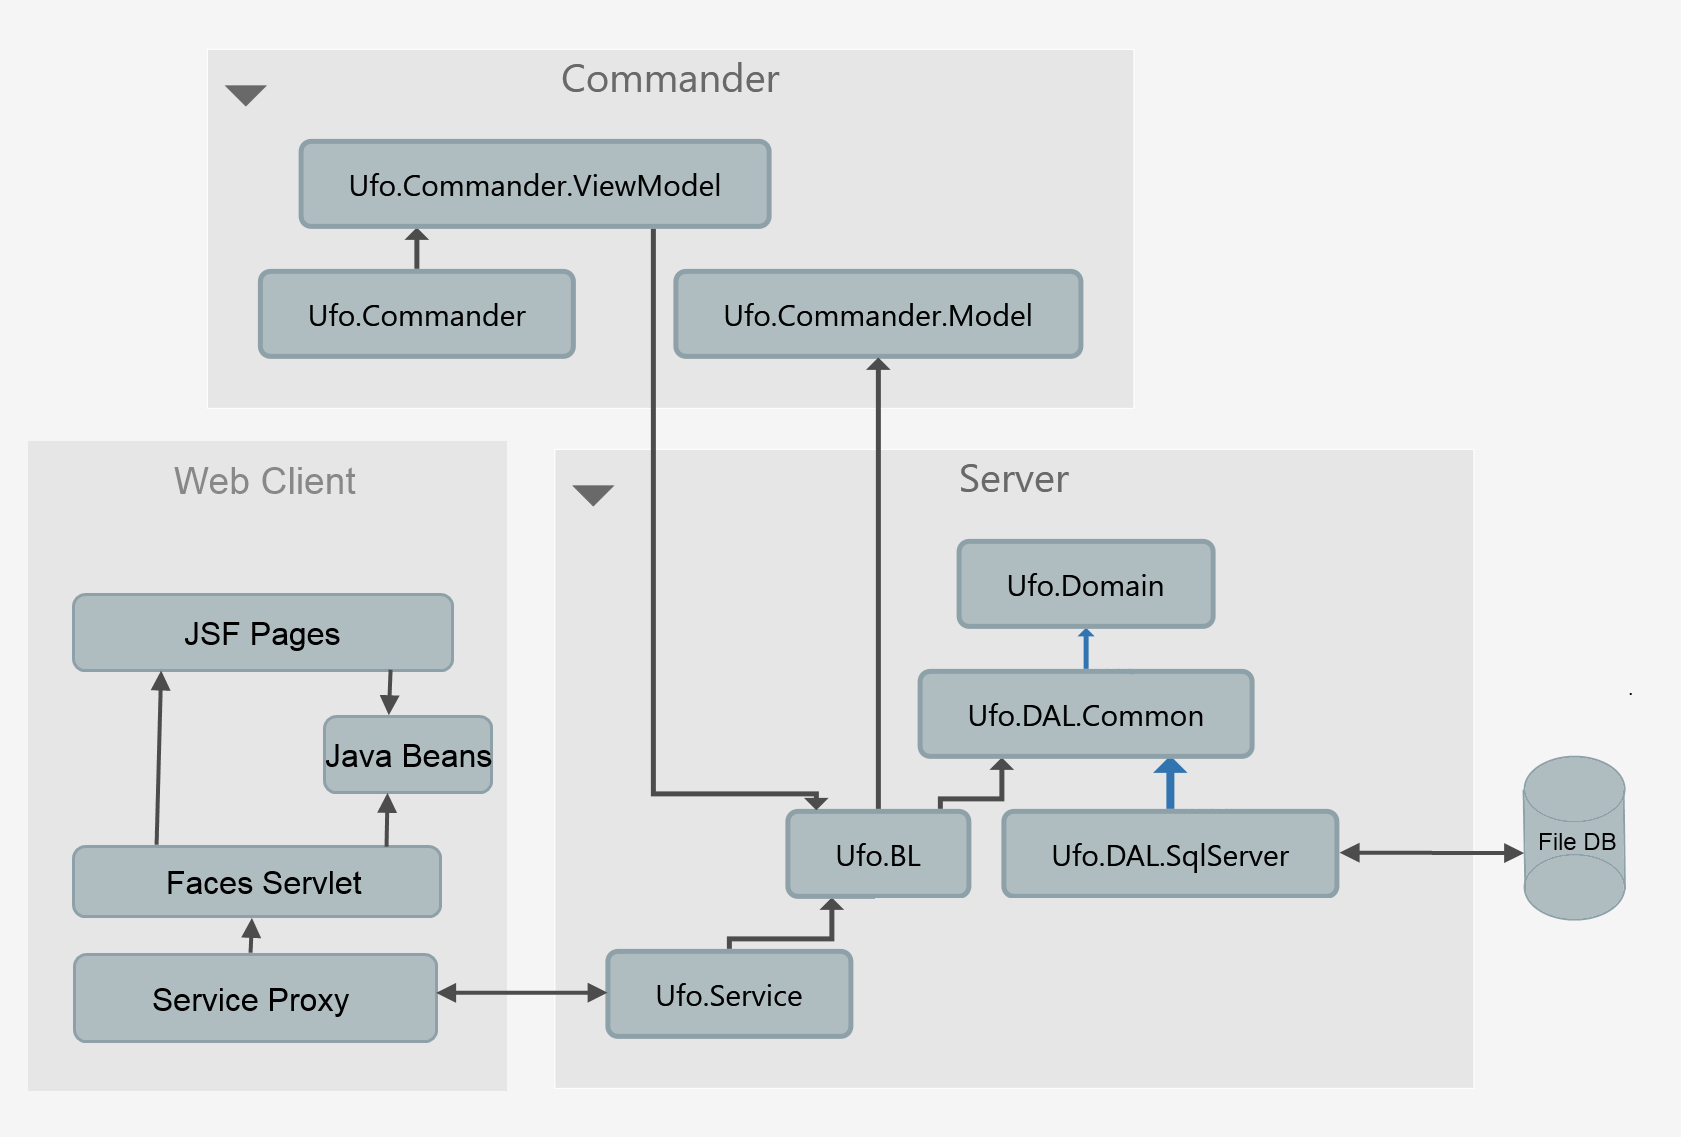 Commander
Ufo.Commander.ViewModel
Ufo.Commander
Ufo.Commander.Model
Web Client
JSF Pages
Java Beans
Faces Servlet
Service Proxy
Server
Ufo.Domain
Ufo.DAL.Common
Ufo.BL
Ufo.DAL.SqlServer
Ufo.Service
File DB
.